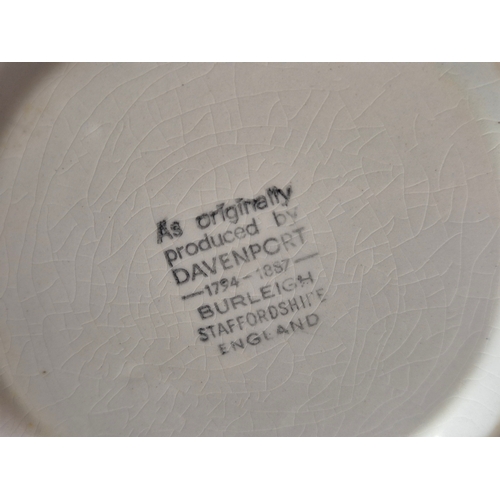 As originally
produced by
DAVENPORT
—1794-1887—
BURLEIGH
STAFFORDSHIRE
ENGLAND